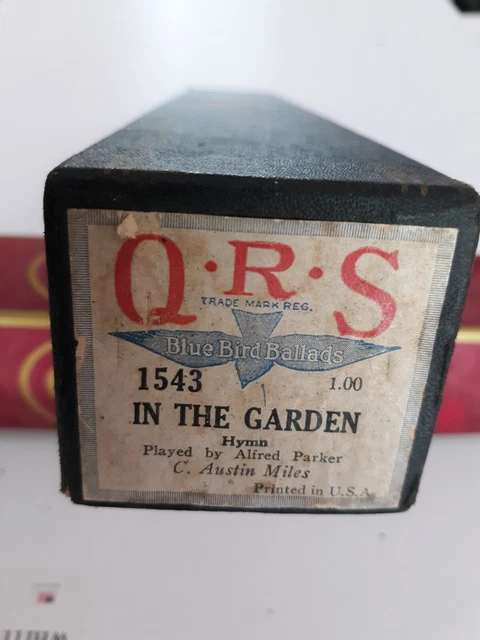 Q·R·S
TRADE MARK REG.
Blue Bird Ballads
1543 1.00
IN THE GARDEN
Hymn
Played by Alfred Parker
C. Austin Miles
Printed in U.S.A.